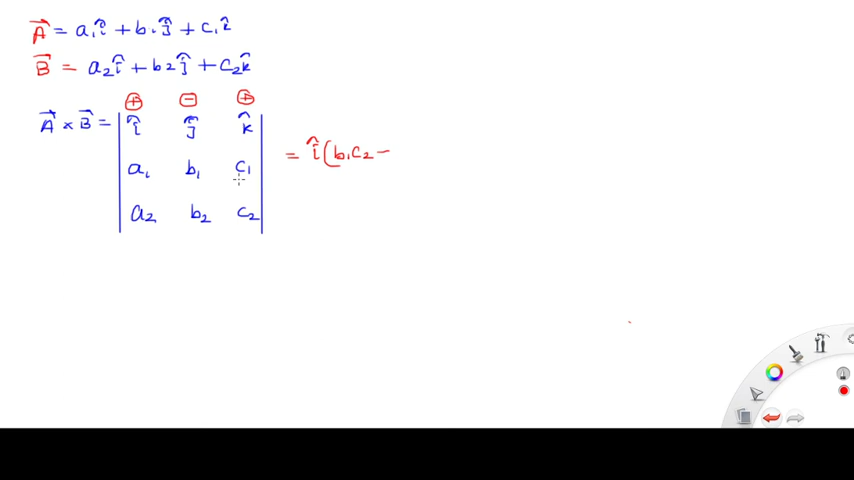 A⃗ = a₁î + b₁ĵ + c₁k̂
B⃗ = a₂î + b₂ĵ + c₂k̂
⊕ ⊖ ⊕
A⃗ × B⃗ = | î ĵ k̂ |
| a₁ b₁ c₁ | = î(b₁c₂ −
| a₂ b₂ c₂ |